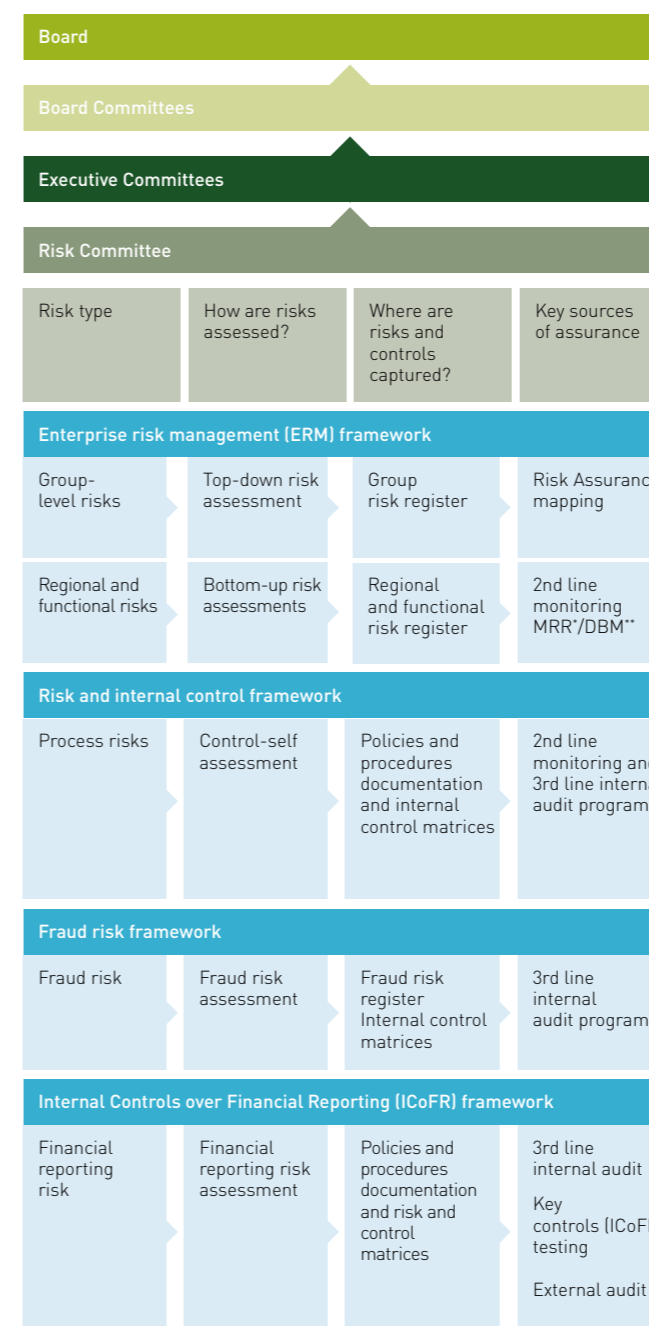 Board
Board Committees
Executive Committees
Risk Committee
Risk type
How are risks
assessed?
Where are
risks and
controls
captured?
Key sources
of assurance
Enterprise risk management (ERM) framework
Group-
level risks
Top-down risk
assessment
Group
risk register
Risk
mapping
Regional and
functional risks
Bottom-up risk
assessments
Regional
and functional
risk register
2nd line
monitoring
MRR*/DBM**
Risk and internal control framework
Process risks
Control-self
assessment
Policies and
procedures
documentation
and internal
control matrices
2nd line
monitoring
3rd line
audit
Fraud risk framework
Fraud risk
Fraud risk
assessment
Fraud risk
register
Internal control
matrices
3rd line
internal
audit program
Internal Controls over Financial Reporting (ICoFR) framework
Financial
reporting
risk
Financial
reporting risk
assessment
Policies and
procedures
documentation
and risk and
control
matrices
3rd line
internal audit
Key
controls
testing
External audit